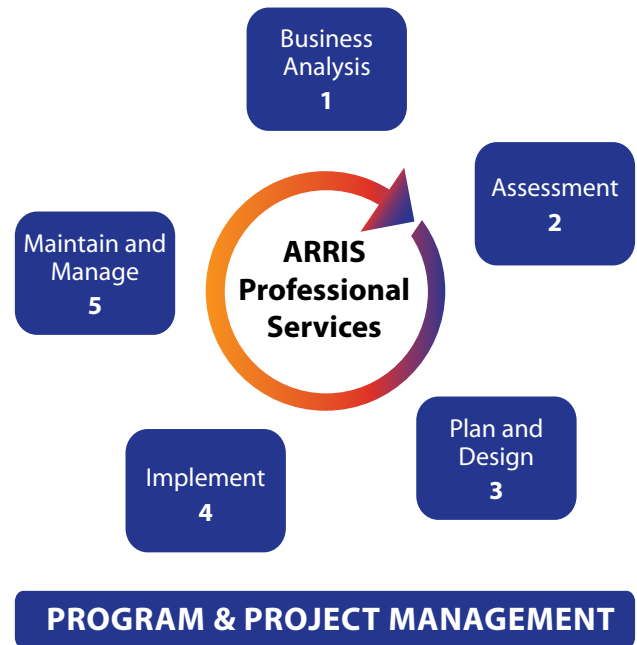 Business
Analysis
1
Assessment
2
Plan and
Design
3
Implement
4
Maintain and
Manage
5
ARRIS
Professional
Services
PROGRAM & PROJECT MANAGEMENT